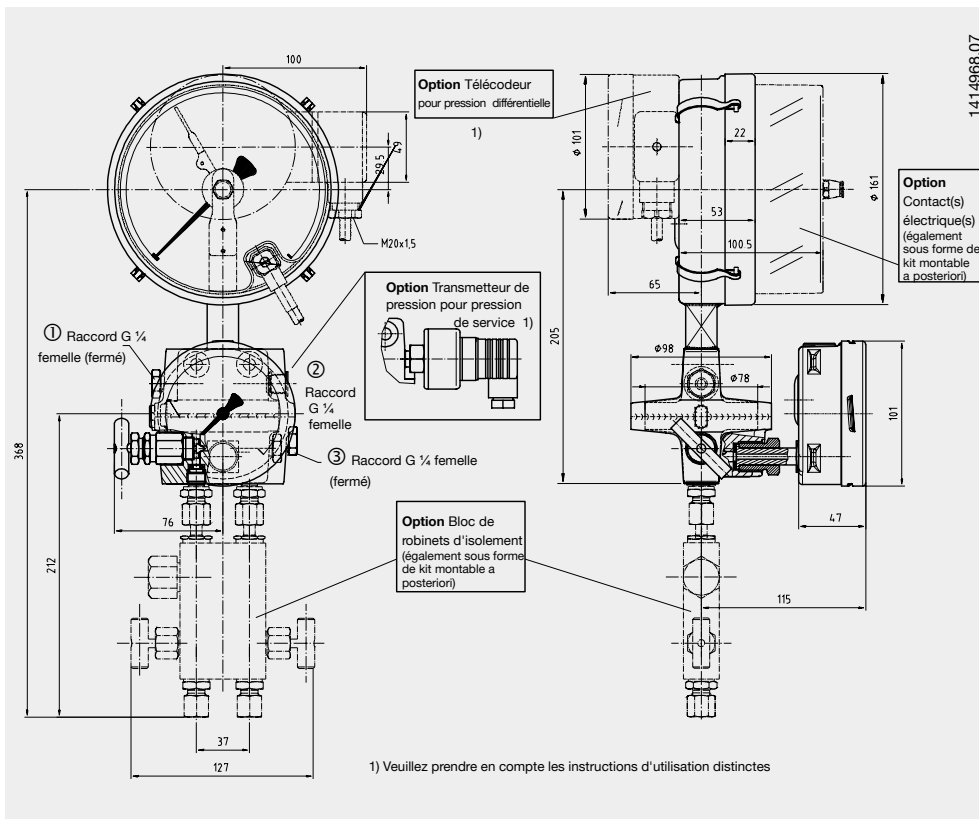 1414968.07
100
Option Télécodeur
pour pression différentielle
1)
49
29.5
M20x1,5
ϕ 101
22
53
100.5
65
ϕ 161
Option
Contact(s)
électrique(s)
(également
sous forme de
kit montable
a posteriori)
Option Transmetteur de
pression pour pression
de service 1)
① Raccord G ¼
femelle (fermé)
②
Raccord
G ¼
femelle
③ Raccord G ¼ femelle
(fermé)
205
ϕ98
ϕ78
101
368
212
76
47
115
Option Bloc de
robinets d'isolement
(également sous forme
de kit montable a
posteriori)
37
127
1) Veuillez prendre en compte les instructions d'utilisation distinctes